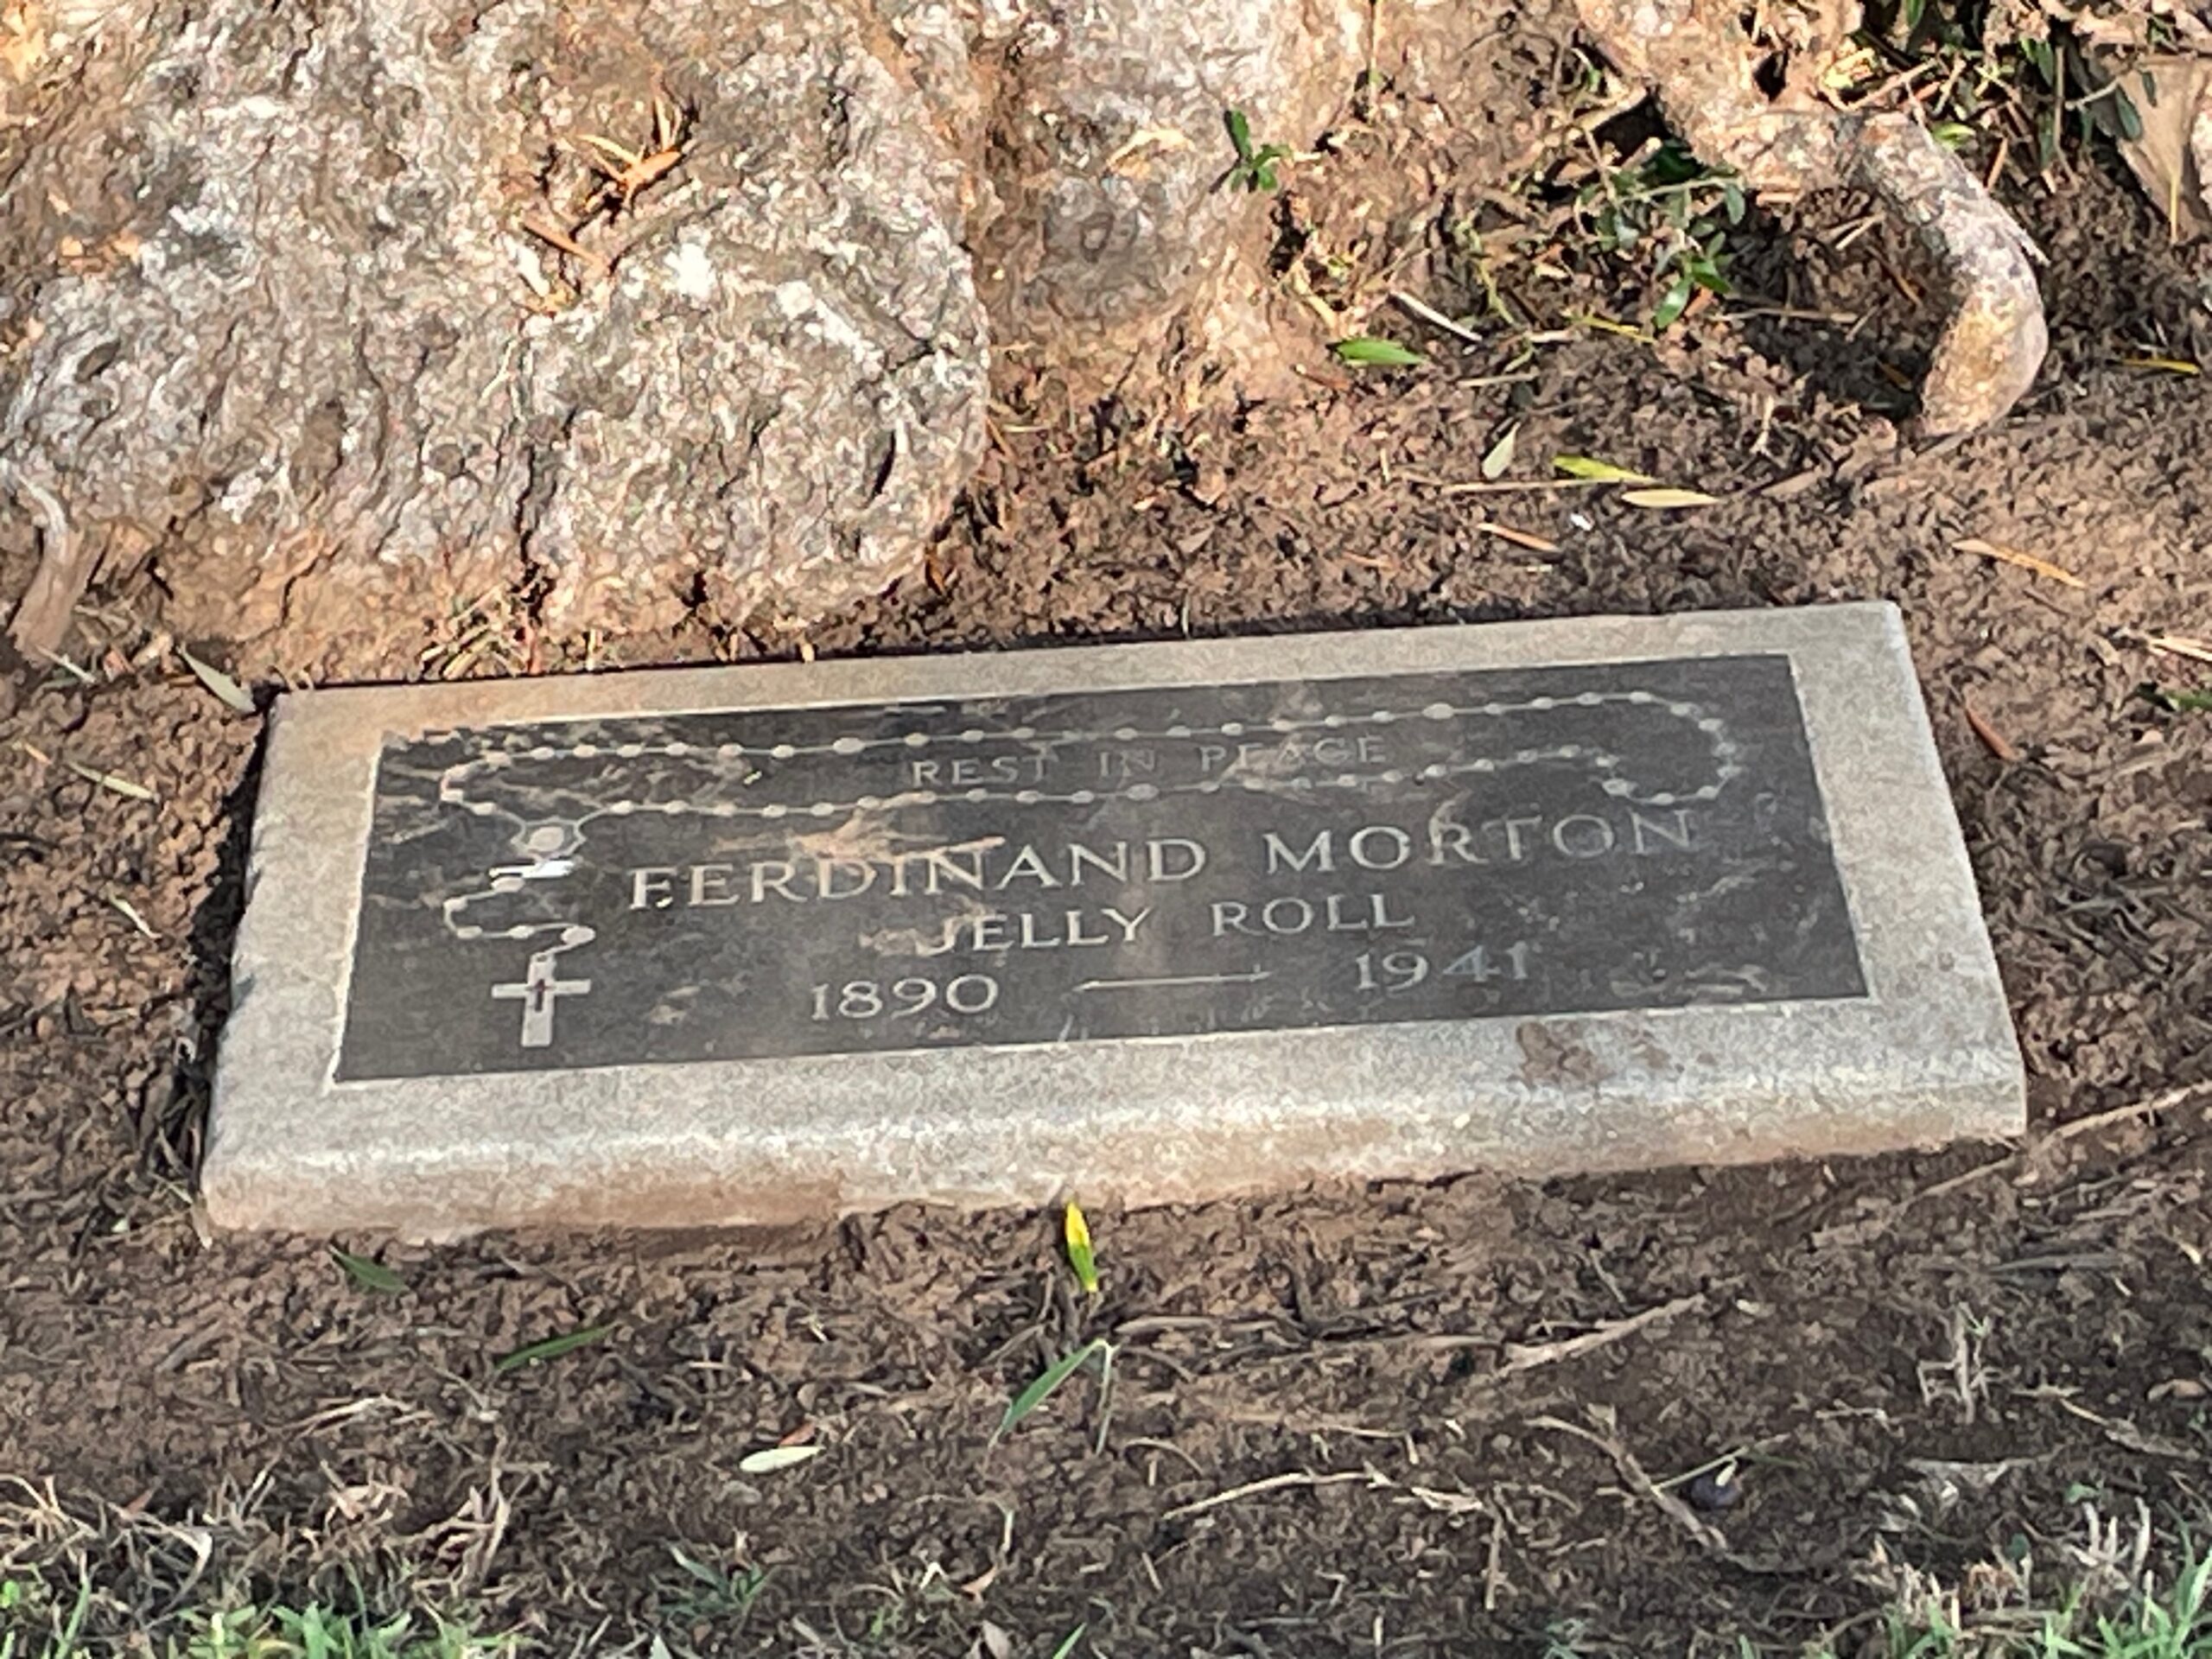 REST IN PEACE
FERDINAND MORTON
JELLY ROLL
1890 — 1941